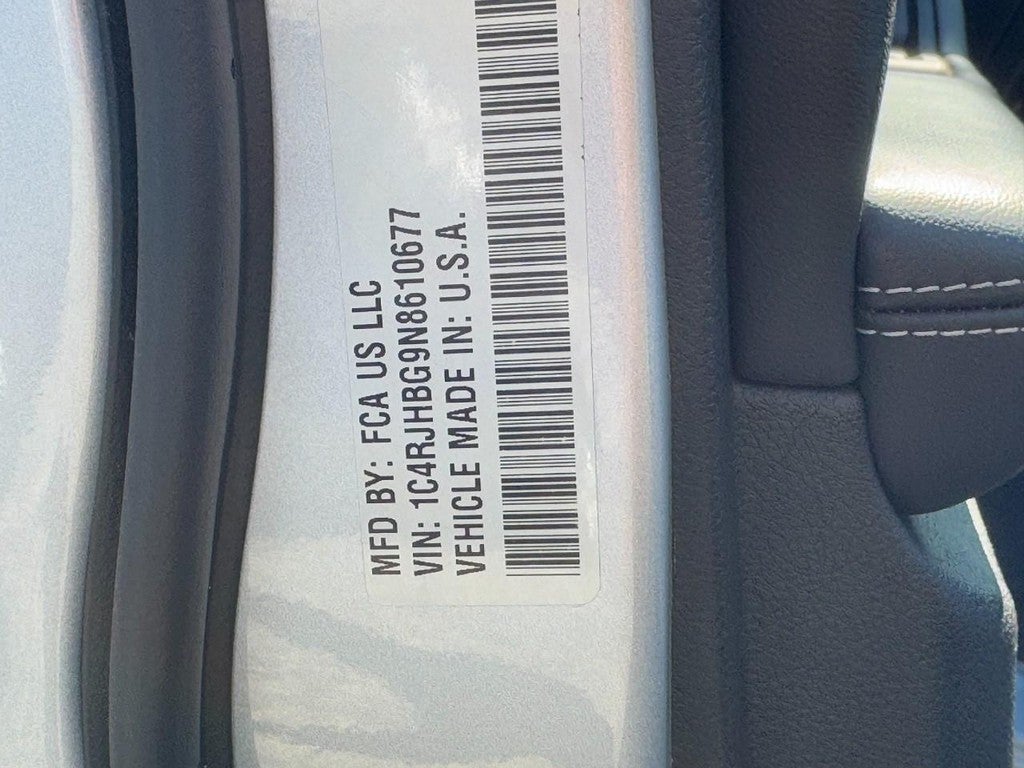 MFD BY: FCA US LLC
VIN: 1C4RJHBG9N8610677
VEHICLE MADE IN: U.S.A.